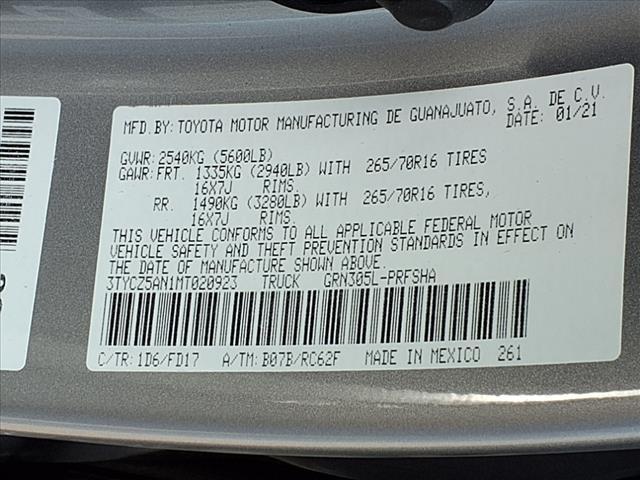 MFD. BY: TOYOTA MOTOR MANUFACTURING DE GUANAJUATO, S.A. DE C.V.
DATE: 01/21
GVWR: 2540KG (5600LB)
GAWR: FRT. 1335KG (2940LB) WITH 265/70R16 TIRES
16X7J RIMS.
RR. 1490KG (3280LB) WITH 265/70R16 TIRES,
16X7J RIMS.
THIS VEHICLE CONFORMS TO ALL APPLICABLE FEDERAL MOTOR
VEHICLE SAFETY AND THEFT PREVENTION STANDARDS IN EFFECT ON
THE DATE OF MANUFACTURE SHOWN ABOVE.
3TYCZ5AN1MT020923 TRUCK GRN305L-PRFSHA
C/TR: 1D6/FD17 A/TM: B07B/RC62F MADE IN MEXICO 261